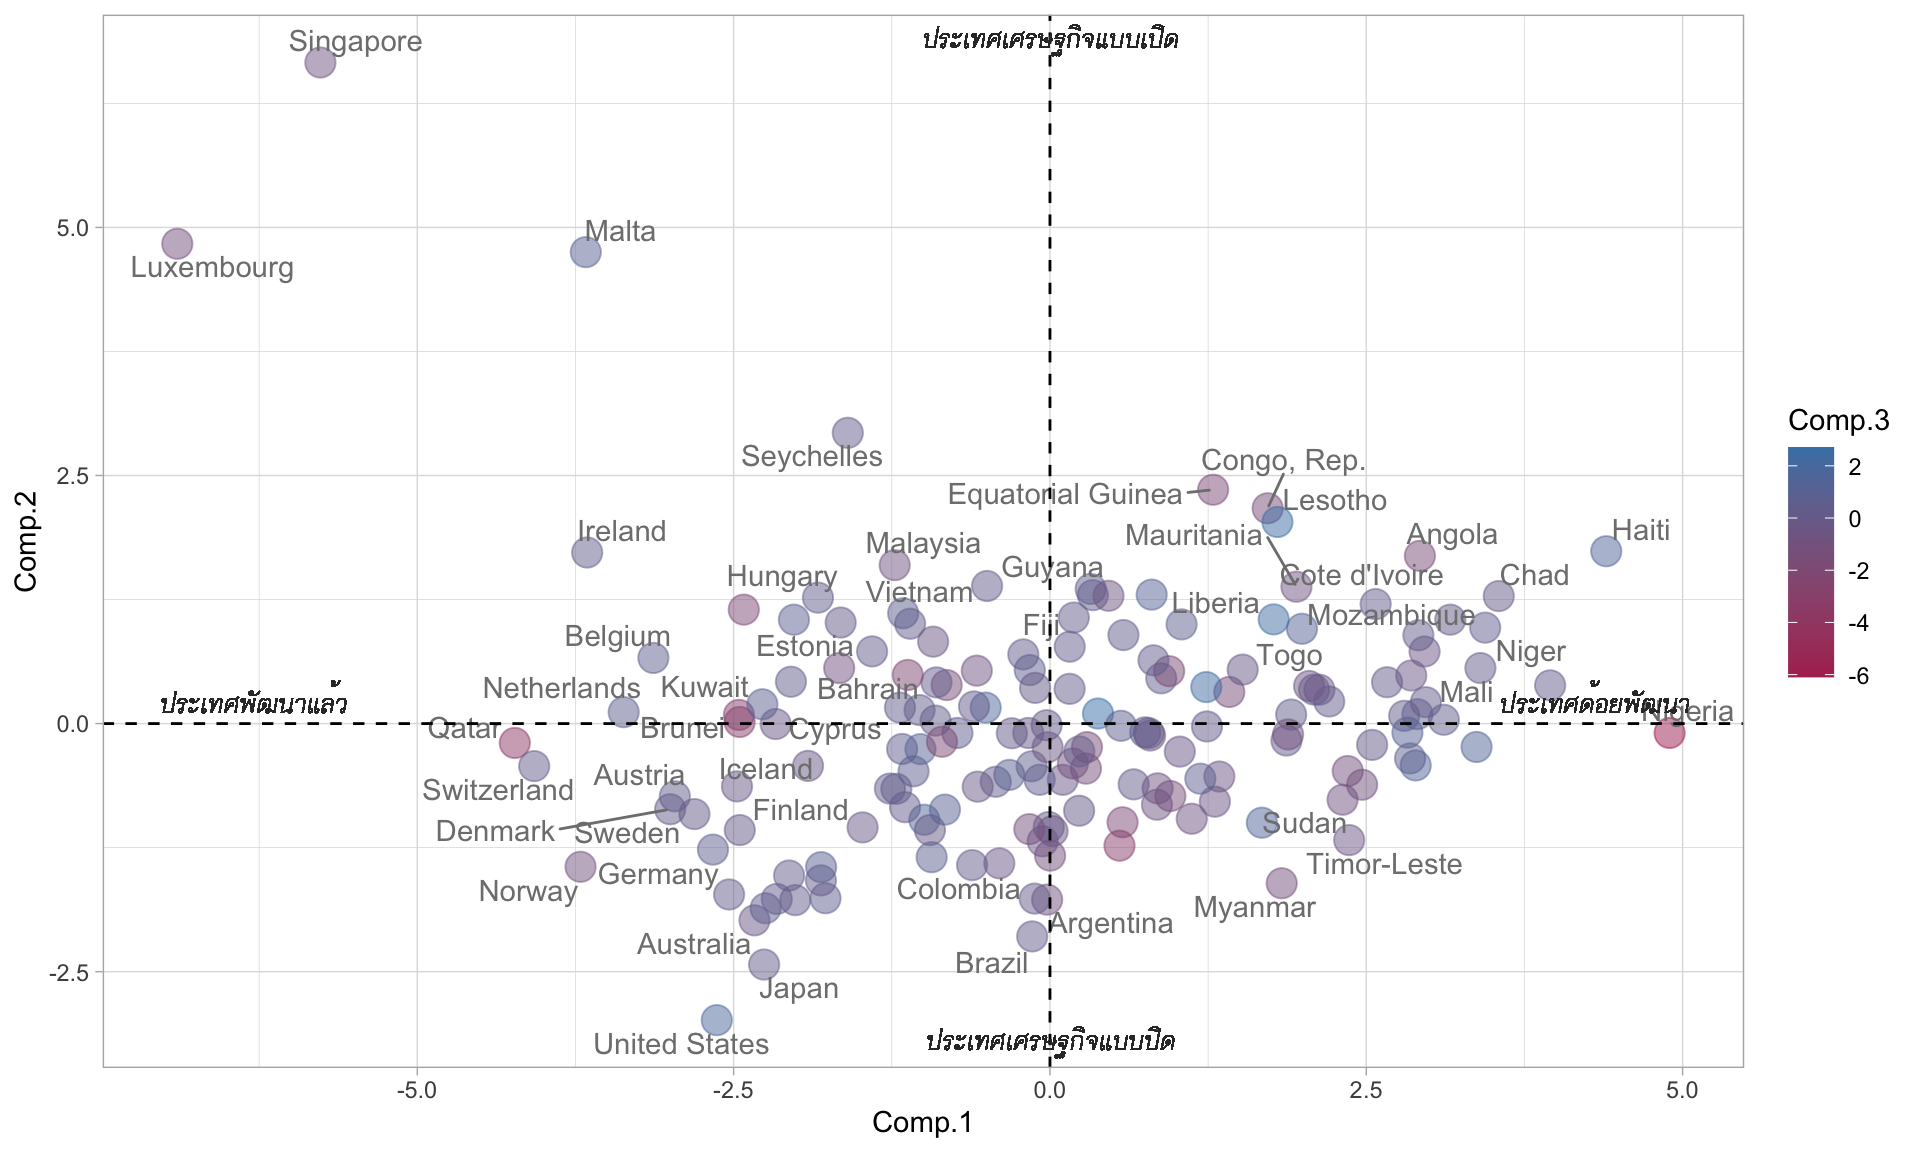 ประเทศเศรษฐกิจแบบเปิด
Singapore
5.0
Malta
Luxembourg
Comp.3
2
0
-2
-4
-6
Seychelles
2.5
Congo, Rep.
Equatorial Guinea
Lesotho
Ireland
Malaysia
Mauritania
Angola
Haiti
Comp.2
Hungary
Vietnam
Guyana
Cote d'Ivoire
Chad
Liberia
Mozambique
Belgium
Estonia
Fiji
Togo
Niger
Netherlands
Kuwait
Bahrain
Mali
ประเทศพัฒนาแล้ว
ประเทศด้อยพัฒนา
Nigeria
0.0
Qatar
Brunei
Cyprus
Switzerland
Austria
Iceland
Denmark
Sweden
Finland
Sudan
Norway
Germany
Colombia
Timor-Leste
Myanmar
Argentina
Australia
Brazil
-2.5
Japan
United States
ประเทศเศรษฐกิจแบบปิด
-5.0
-2.5
0.0
2.5
5.0
Comp.1